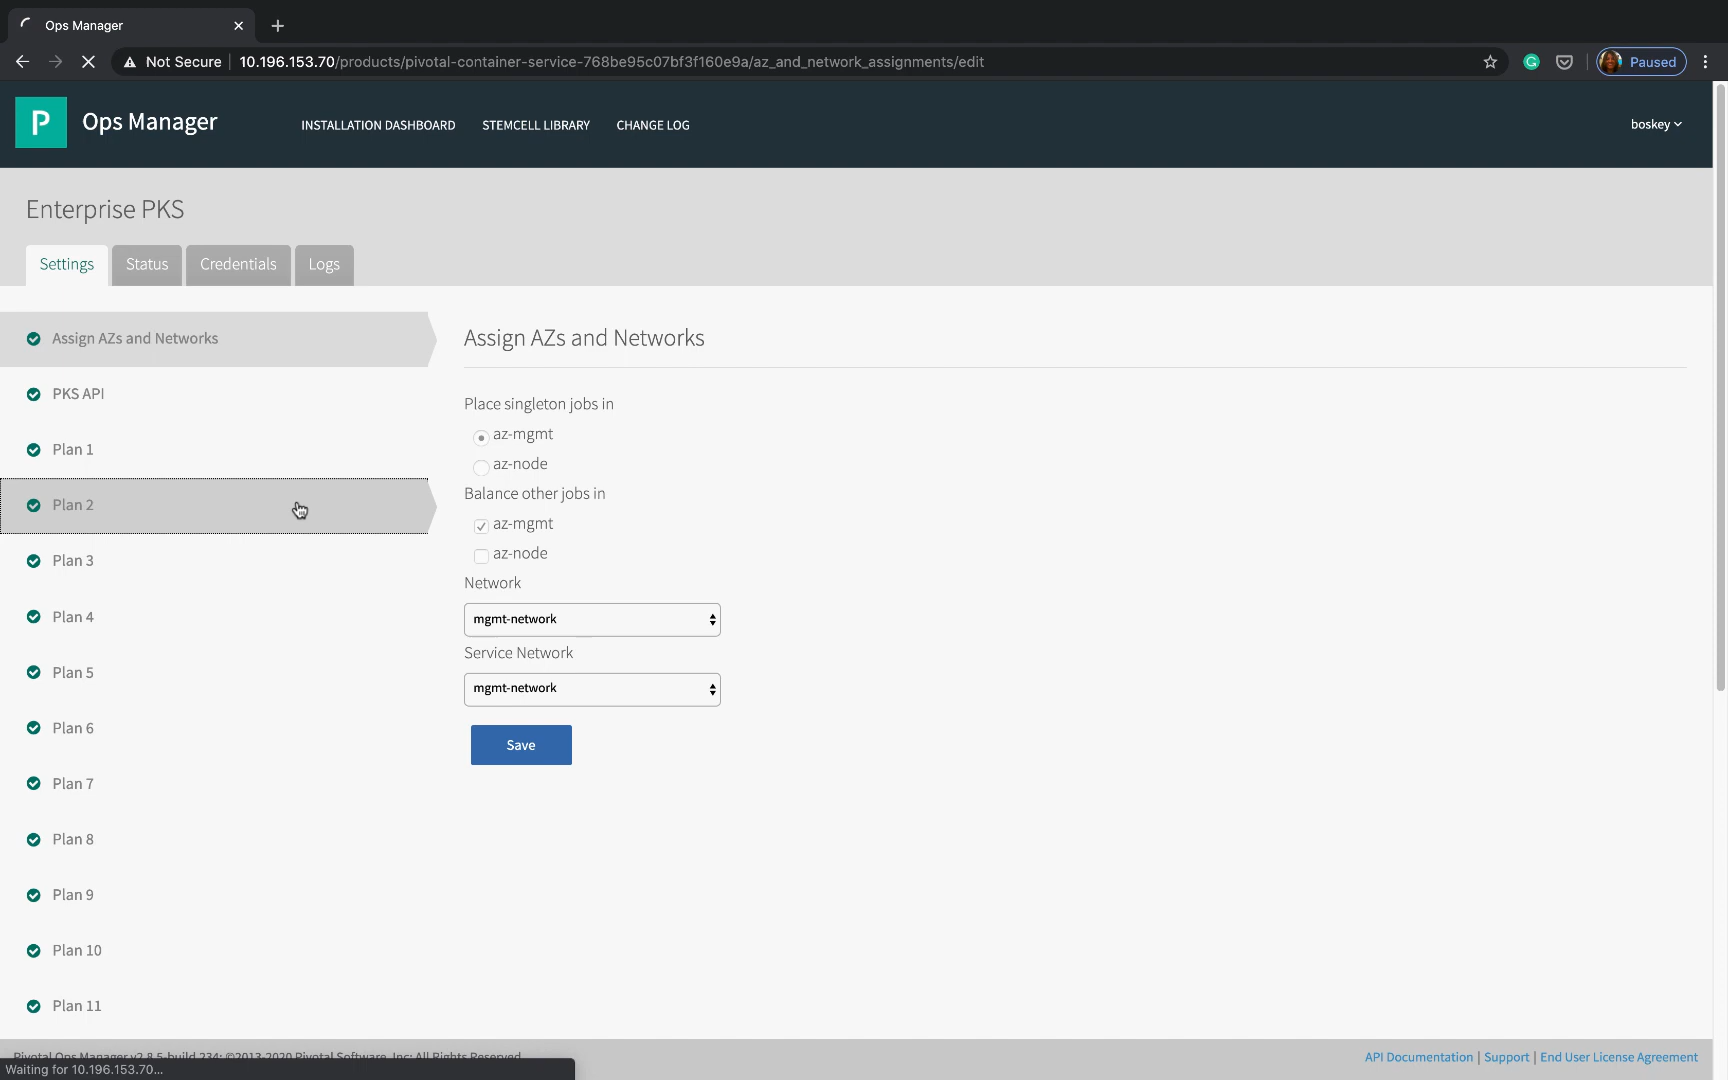 Ops Manager
Not Secure
10.196.153.70/products/pivotal-container-service-768be95c07bf3f160e9a/az_and_network_assignments/edit
Paused
P
Ops Manager
INSTALLATION DASHBOARD
STEMCELL LIBRARY
CHANGE LOG
boskey
Enterprise PKS
Settings
Status
Credentials
Logs
Assign AZs and Networks
PKS API
Plan 1
Plan 2
Plan 3
Plan 4
Plan 5
Plan 6
Plan 7
Plan 8
Plan 9
Plan 10
Plan 11
Assign AZs and Networks
Place singleton jobs in
az-mgmt
az-node
Balance other jobs in
az-mgmt
az-node
Network
mgmt-network
Service Network
mgmt-network
Save
Pivotal Ops Manager v2.8.5-build.234; ©2013-2020 Pivotal Software, Inc; All Rights Reserved.
API Documentation | Support | End User License Agreement
Waiting for 10.196.153.70...